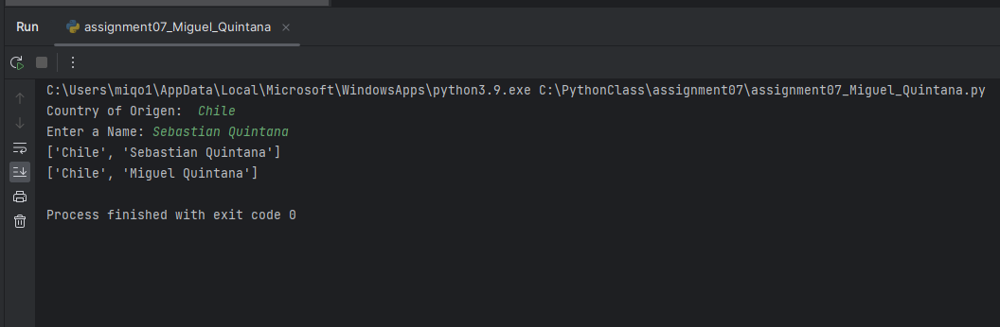 Run assignment07_Miguel_Quintana
C:\Users\miqo1\AppData\Local\Microsoft\WindowsApps\python3.9.exe C:\PythonClass\assignment07\assignment07_Miguel_Quintana.py
Country of Origen:  Chile
Enter a Name: Sebastian Quintana
['Chile', 'Sebastian Quintana']
['Chile', 'Miguel Quintana']
Process finished with exit code 0